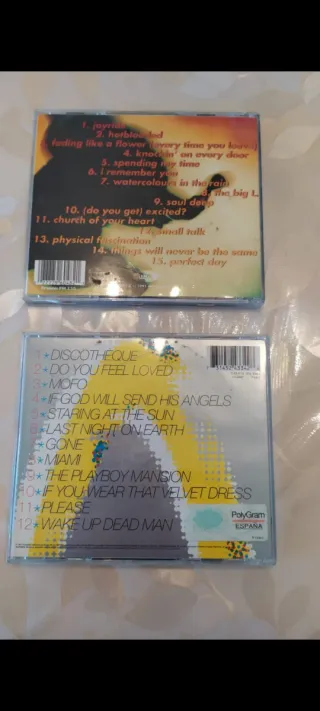 1. joyride
2. hotblooded
3. fading like a flower (every time you leave)
4. knockin' on every door
5. spending my time
6. i remember you
7. watercolours in the rain
8. the big L.
9. soul deep
10. (do you get) excited?
11. church of your heart
12. small talk
13. physical fascination
14. things will never be the same
15. perfect day
1★DISCOTHEQUE
2★DO YOU FEEL LOVED
3★MOFO
4★IF GOD WILL SEND HIS ANGELS
5★STARING AT THE SUN
6★LAST NIGHT ON EARTH
7★GONE
8★MIAMI
9★THE PLAYBOY MANSION
10★IF YOU WEAR THAT VELVET DRESS
11★PLEASE
12★WAKE UP DEAD MAN
PolyGram
ESPAÑA